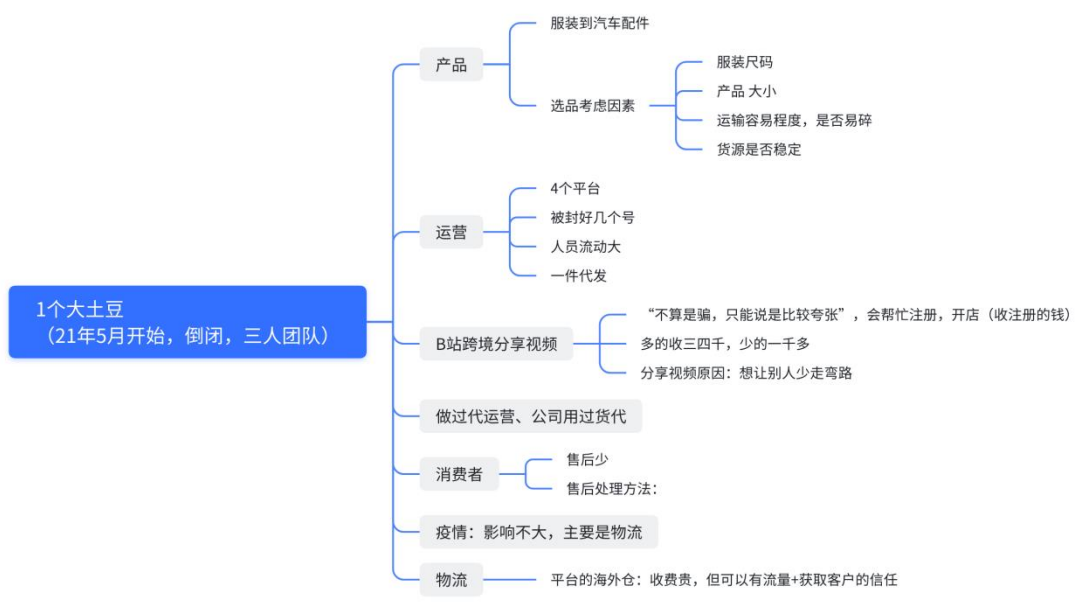 1个大土豆
（21年5月开始，倒闭，三人团队）
产品
服装到汽车配件
选品考虑因素
服装尺码
产品 大小
运输容易程度，是否易碎
货源是否稳定
运营
4个平台
被封好几个号
人员流动大
一件代发
B站跨境分享视频
“不算是骗，只能说是比较夸张”，会帮忙注册，开店（收注册的钱）
多的收三四千，少的一千多
分享视频原因：想让别人少走弯路
做过代运营、公司用过货代
消费者
售后少
售后处理方法：
疫情：影响不大，主要是物流
物流
平台的海外仓：收费贵，但可以有流量+获取客户的信任